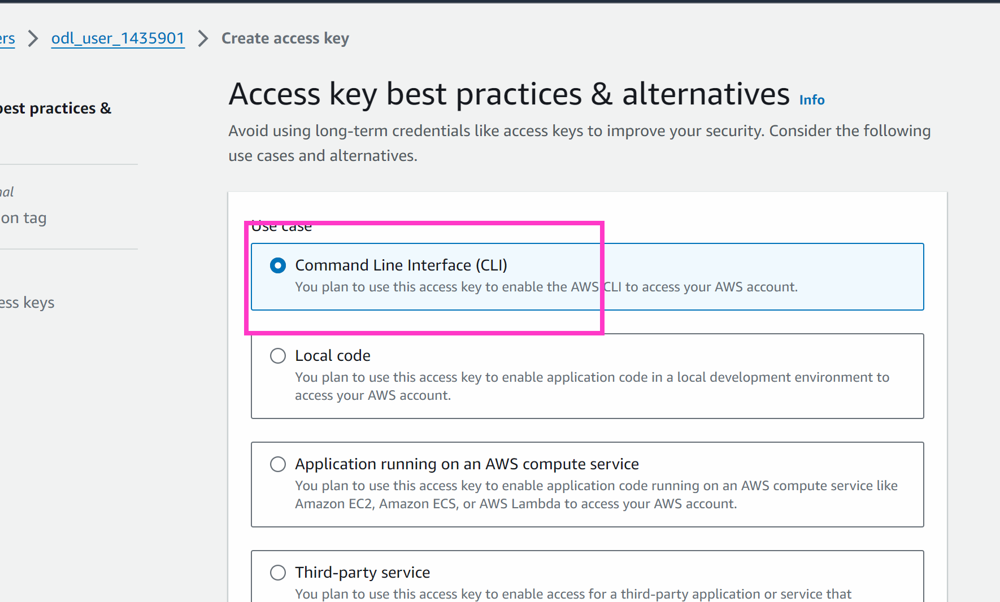 ers > odl_user_1435901 > Create access key
Access key best practices & alternatives Info
Avoid using long-term credentials like access keys to improve your security. Consider the following
use cases and alternatives.
best practices &
nal
on tag
ess keys
Use case
Command Line Interface (CLI)
You plan to use this access key to enable the AWS CLI to access your AWS account.
Local code
You plan to use this access key to enable application code in a local development environment to
access your AWS account.
Application running on an AWS compute service
You plan to use this access key to enable application code running on an AWS compute service like
Amazon EC2, Amazon ECS, or AWS Lambda to access your AWS account.
Third-party service
You plan to use this access key to enable access for a third-party application or service that